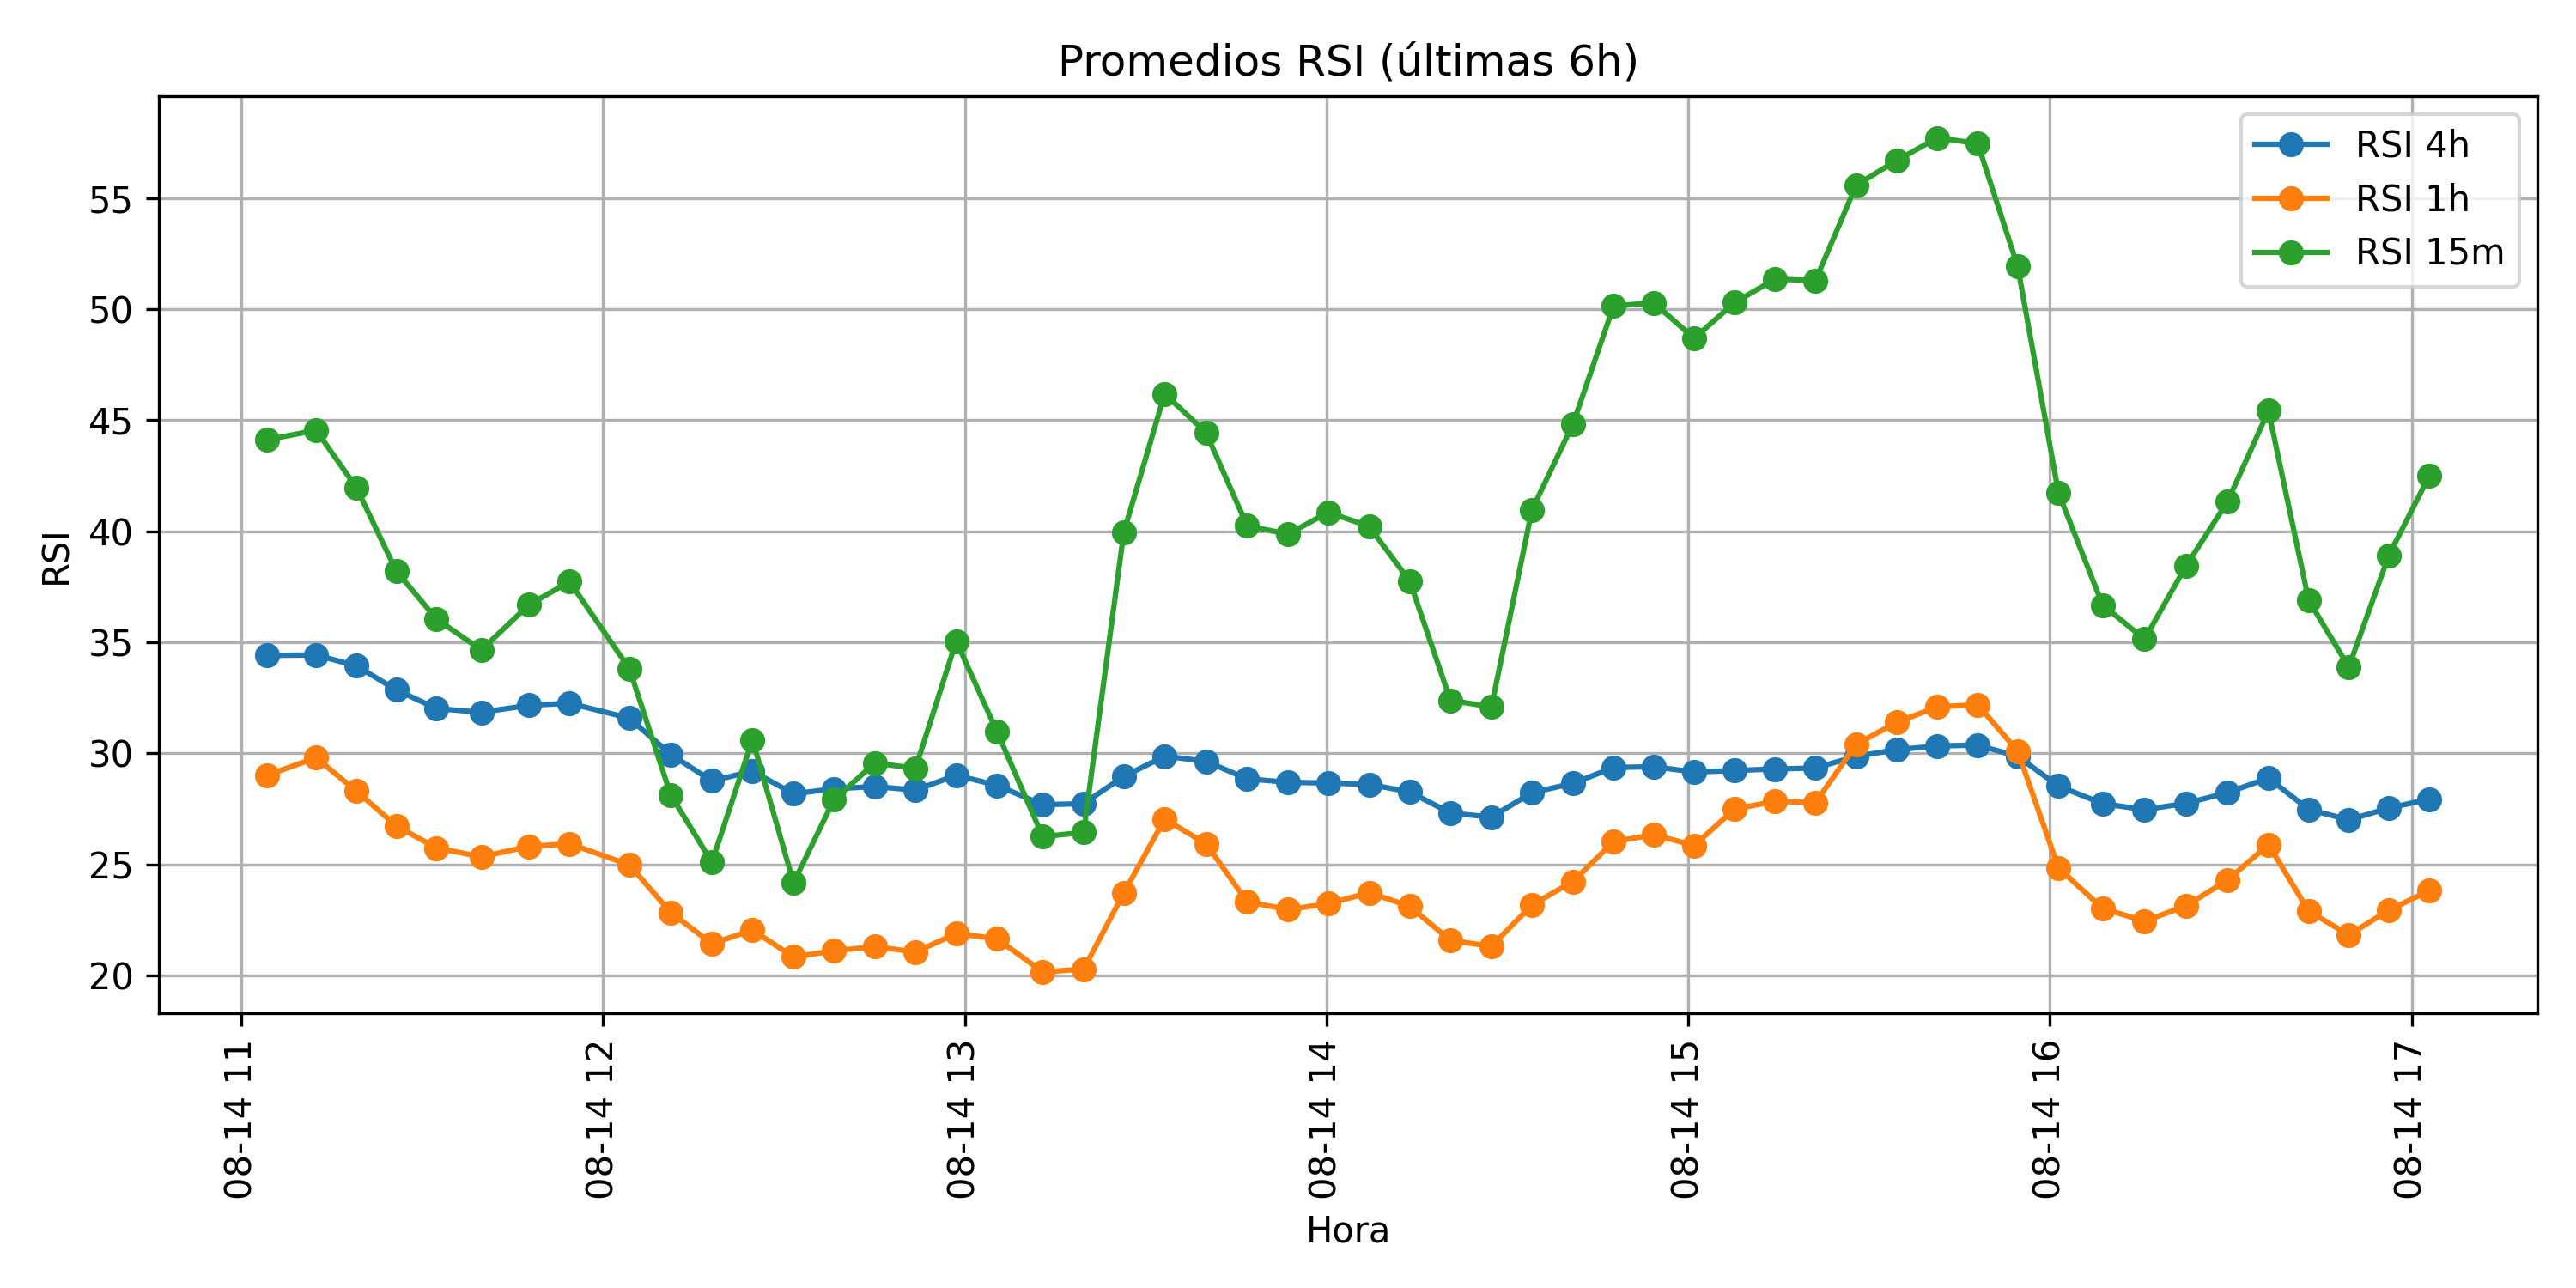 Promedios RSI (últimas 6h)
RSI 4h
RSI 1h
RSI 15m
RSI
55
50
45
40
35
30
25
20
08-14 11
08-14 12
08-14 13
08-14 14
08-14 15
08-14 16
08-14 17
Hora